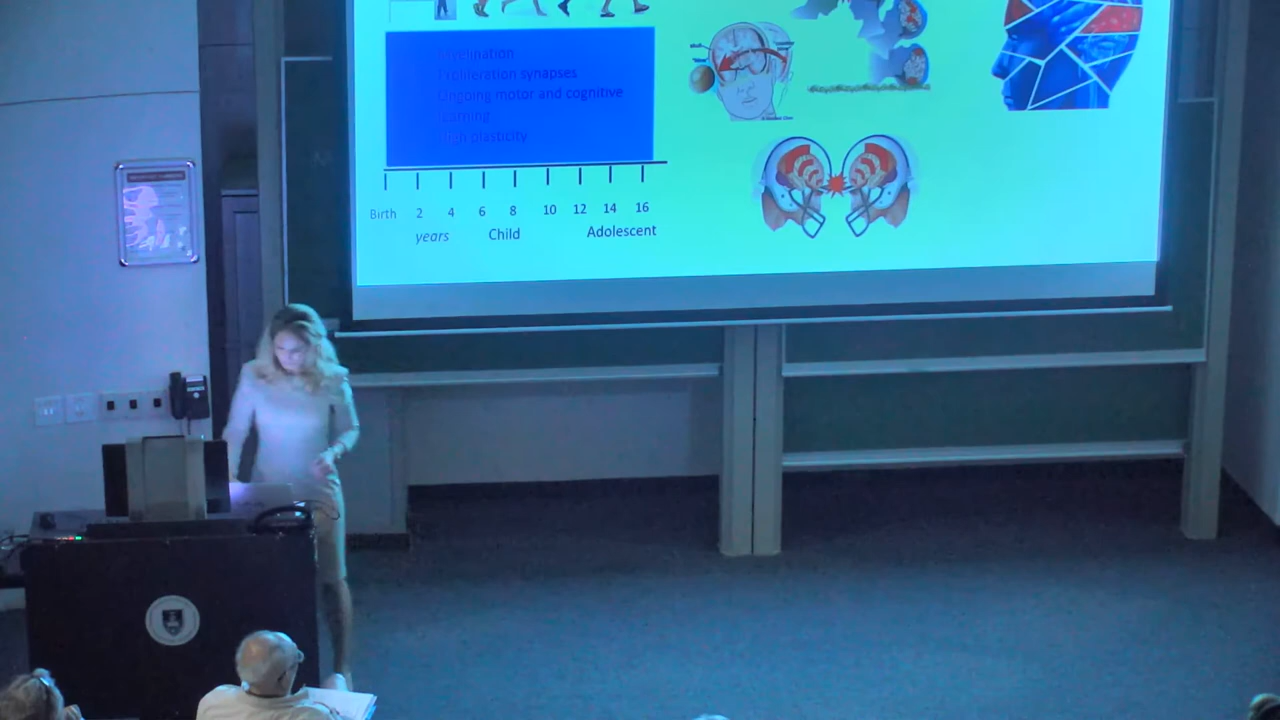 Myelination
Proliferation synapses
Ongoing motor and cognitive
learning
High plasticity
Birth 2 4 6 8 10 12 14 16
years Child Adolescent